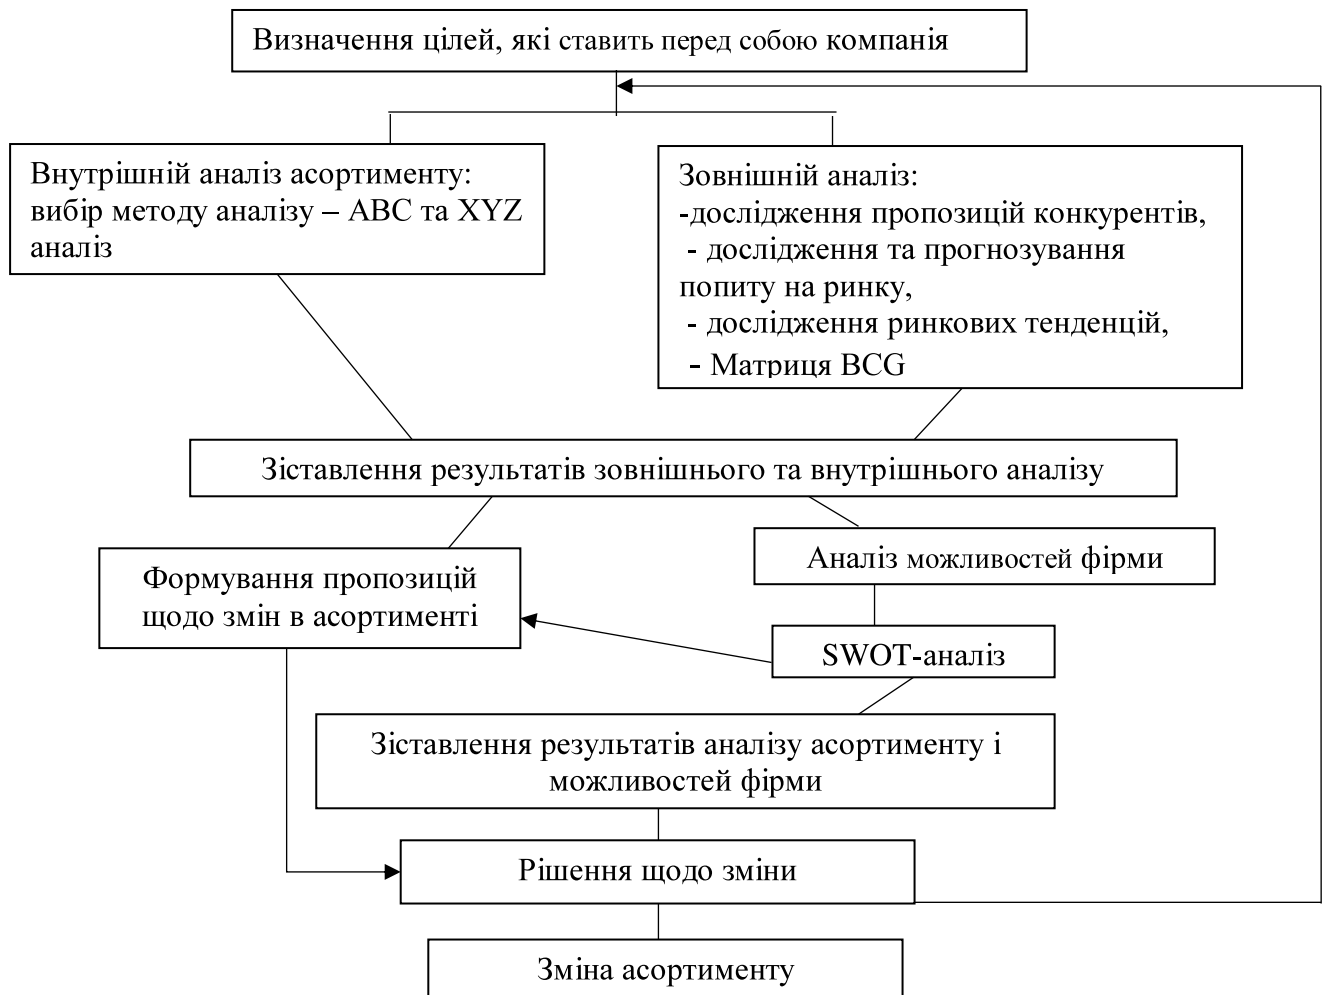 Визначення цілей, які ставить перед собою компанія
Внутрішній аналіз асортименту:
вибір методу аналізу – ABC та XYZ
аналіз
Зовнішній аналіз:
-дослідження пропозицій конкурентів,
- дослідження та прогнозування
попиту на ринку,
- дослідження ринкових тенденцій,
- Матриця BCG
Зіставлення результатів зовнішнього та внутрішнього аналізу
Формування пропозицій
щодо змін в асортименті
Аналіз можливостей фірми
SWOT-аналіз
Зіставлення результатів аналізу асортименту і
можливостей фірми
Рішення щодо зміни
Зміна асортименту